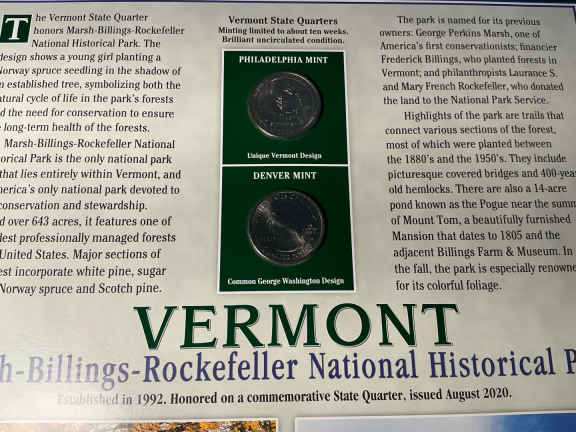 The Vermont State Quarter
honors Marsh-Billings-Rockefeller
National Historical Park. The
design shows a young girl planting a
Norway spruce seedling in the shadow of
an established tree, symbolizing both the
natural cycle of life in the park's forests
and the need for conservation to ensure
long-term health of the forests.
Marsh-Billings-Rockefeller National
orical Park is the only national park
that lies entirely within Vermont, and
merica's only national park devoted to
conservation and stewardship.
d over 643 acres, it features one of
dest professionally managed forests
United States. Major sections of
est incorporate white pine, sugar
Norway spruce and Scotch pine.
Vermont State Quarters
Minting limited to about ten weeks.
Brilliant uncirculated condition.
PHILADELPHIA MINT
Unique Vermont Design
DENVER MINT
Common George Washington Design
The park is named for its previous
owners: George Perkins Marsh, one of
America's first conservationists; financier
Frederick Billings, who planted forests in
Vermont; and philanthropists Laurance S.
and Mary French Rockefeller, who donated
the land to the National Park Service.
Highlights of the park are trails that
connect various sections of the forest,
most of which were planted between
the 1880's and the 1950's. They include
picturesque covered bridges and 400-year
old hemlocks. There are also a 14-acre
pond known as the Pogue near the summ
of Mount Tom, a beautifully furnished
Mansion that dates to 1805 and the
adjacent Billings Farm & Museum. In
the fall, the park is especially renowne
for its colorful foliage.
VERMONT
h-Billings-Rockefeller National Historical P
Established in 1992. Honored on a commemorative State Quarter, issued August 2020.